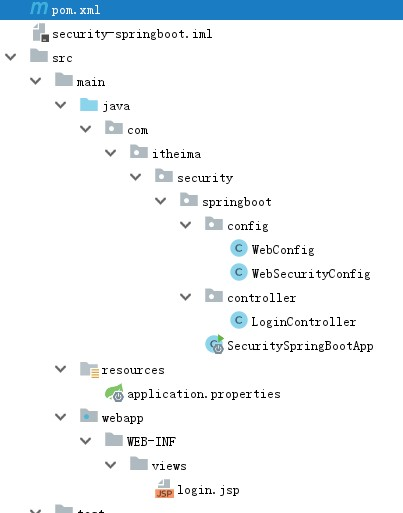 pom.xml
security-springboot.iml
src
main
java
com
itheima
security
springboot
config
WebConfig
WebSecurityConfig
controller
LoginController
SecuritySpringBootApp
resources
application.properties
webapp
WEB-INF
views
login.jsp